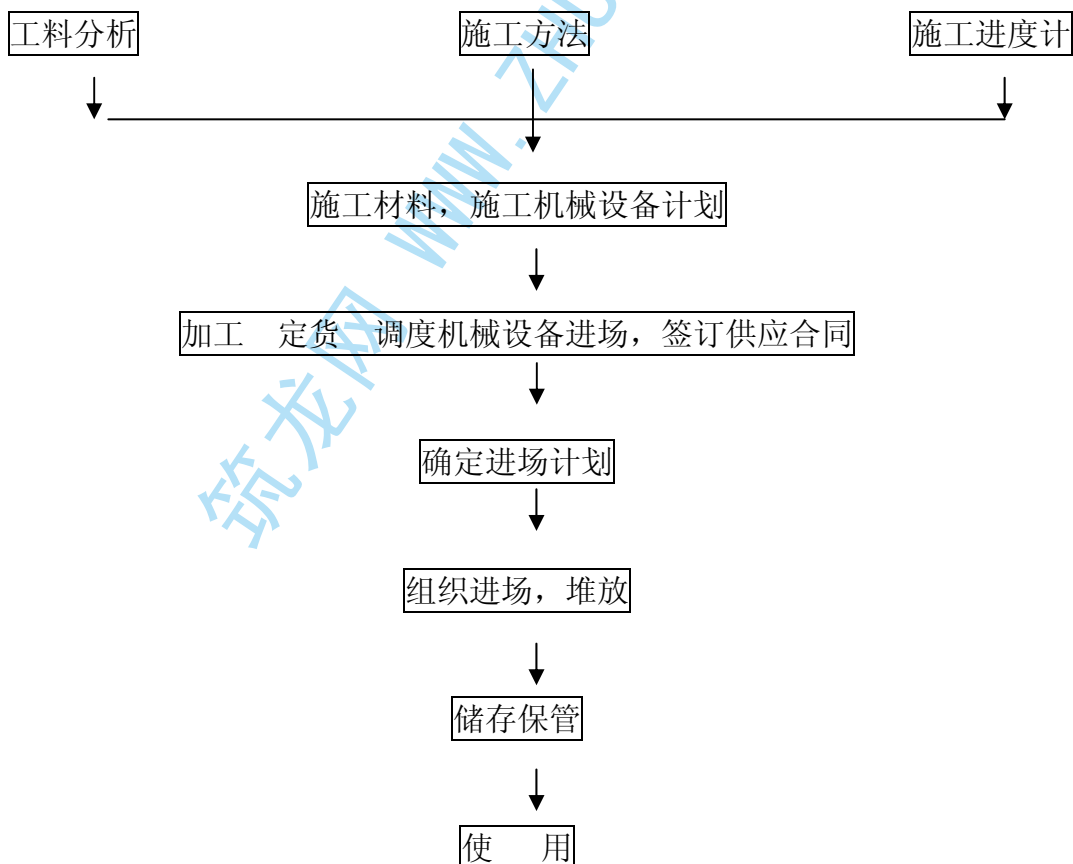 工料分析 施工方法 施工进度计
施工材料，施工机械设备计划
加工 定货 调度机械设备进场，签订供应合同
确定进场计划
组织进场，堆放
储存保管
使 用
筑龙网 WWW.ZHU